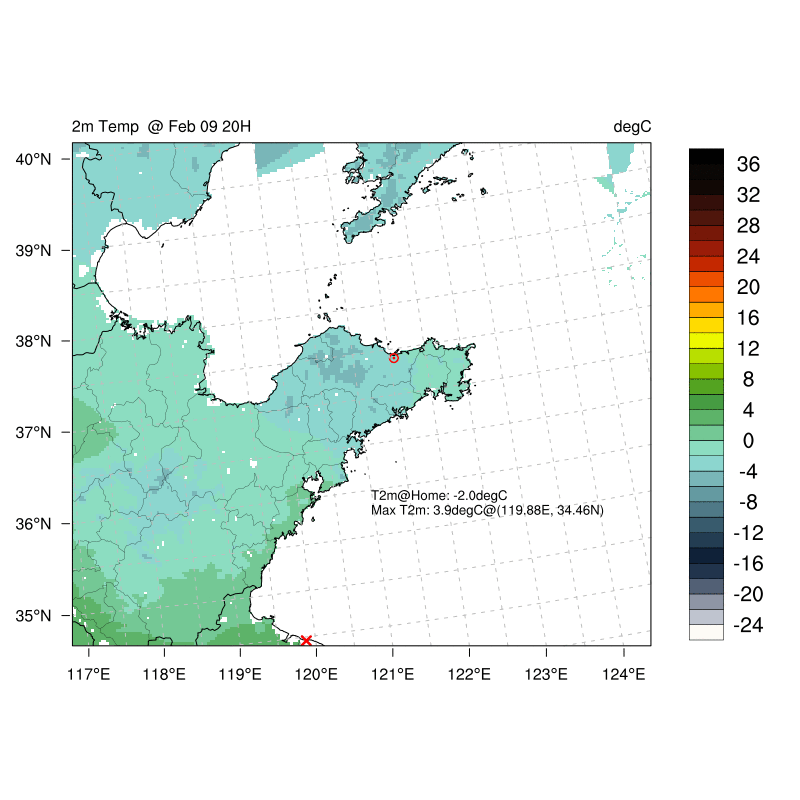 2m Temp @ Feb 09 20H degC
40°N
39°N
38°N
37°N
36°N
35°N
117°E 118°E 119°E 120°E 121°E 122°E 123°E 124°E
T2m@Home: -2.0degC
Max T2m: 3.9degC@(119.88E, 34.46N)
36
32
28
24
20
16
12
8
4
0
-4
-8
-12
-16
-20
-24